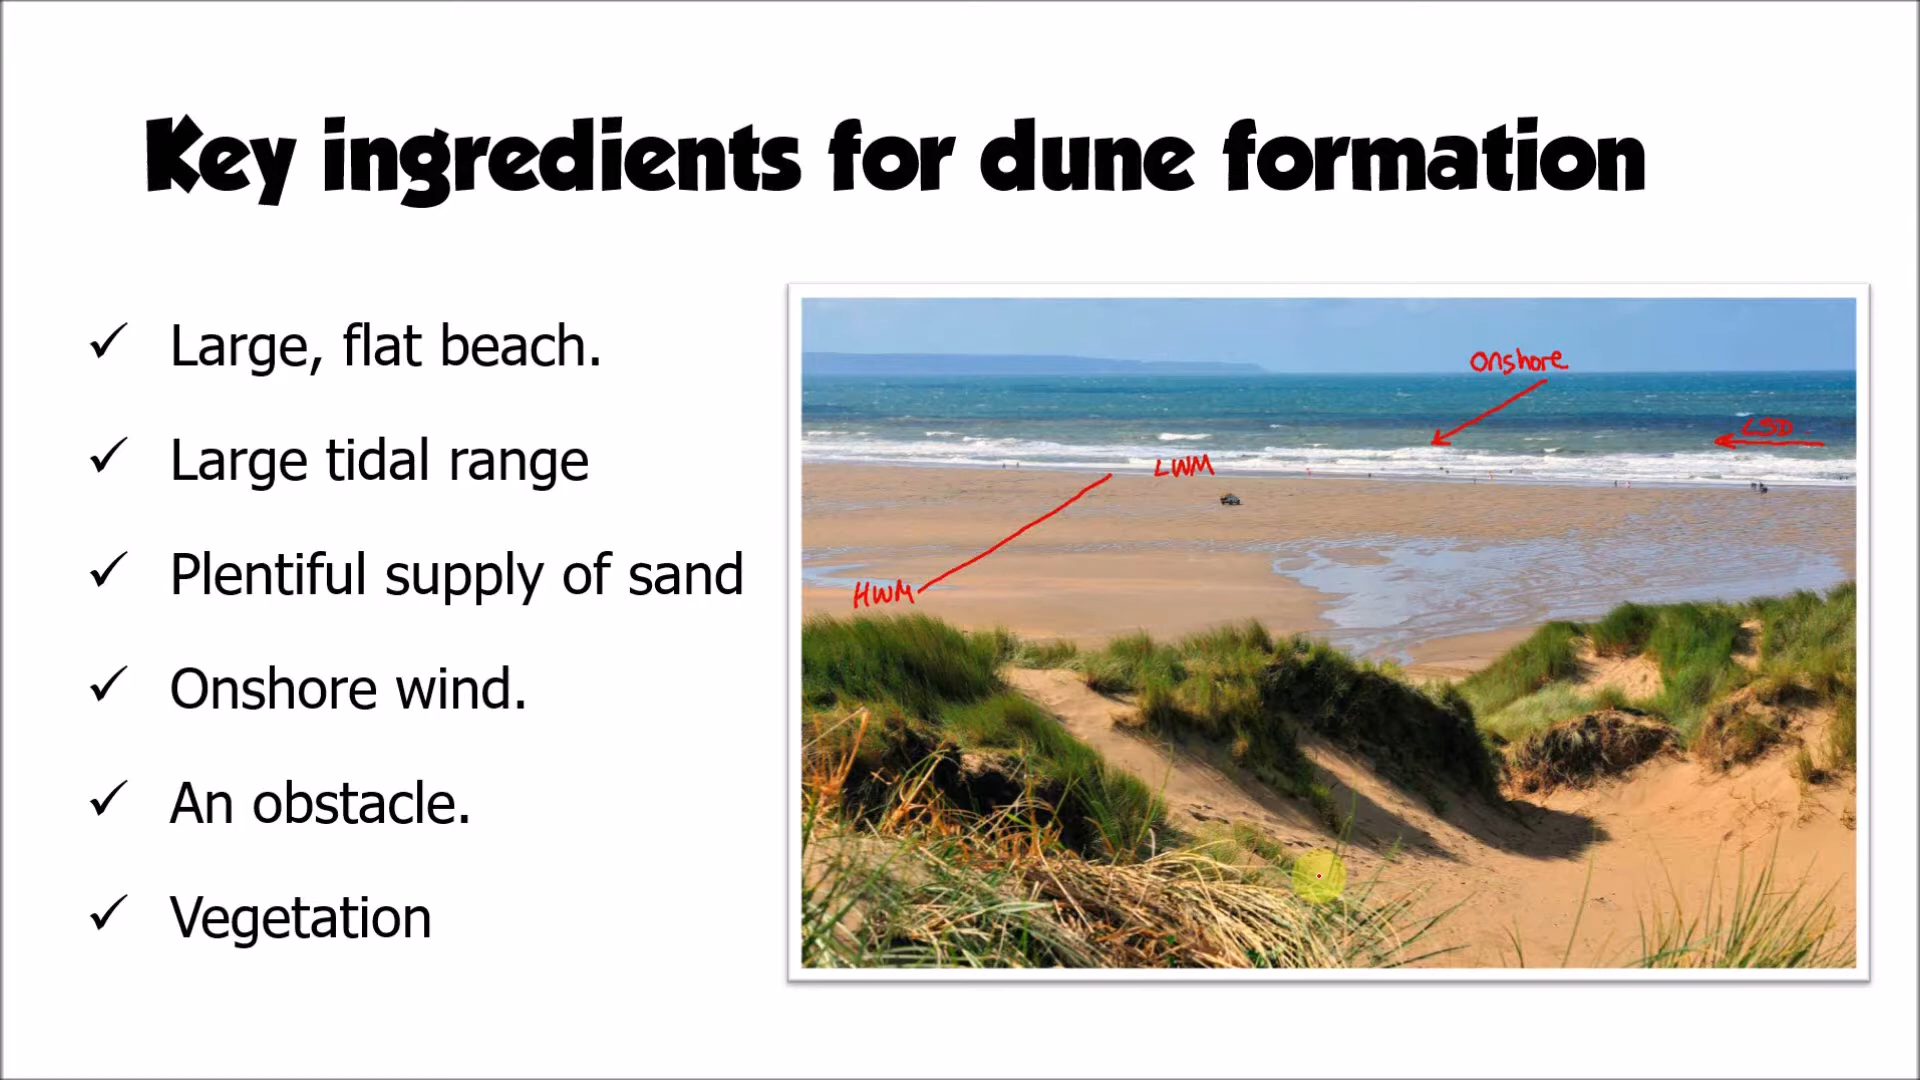 Key ingredients for dune formation
✓ Large, flat beach.
✓ Large tidal range
✓ Plentiful supply of sand
✓ Onshore wind.
✓ An obstacle.
✓ Vegetation
Onshore
LSD
LWM
HWM